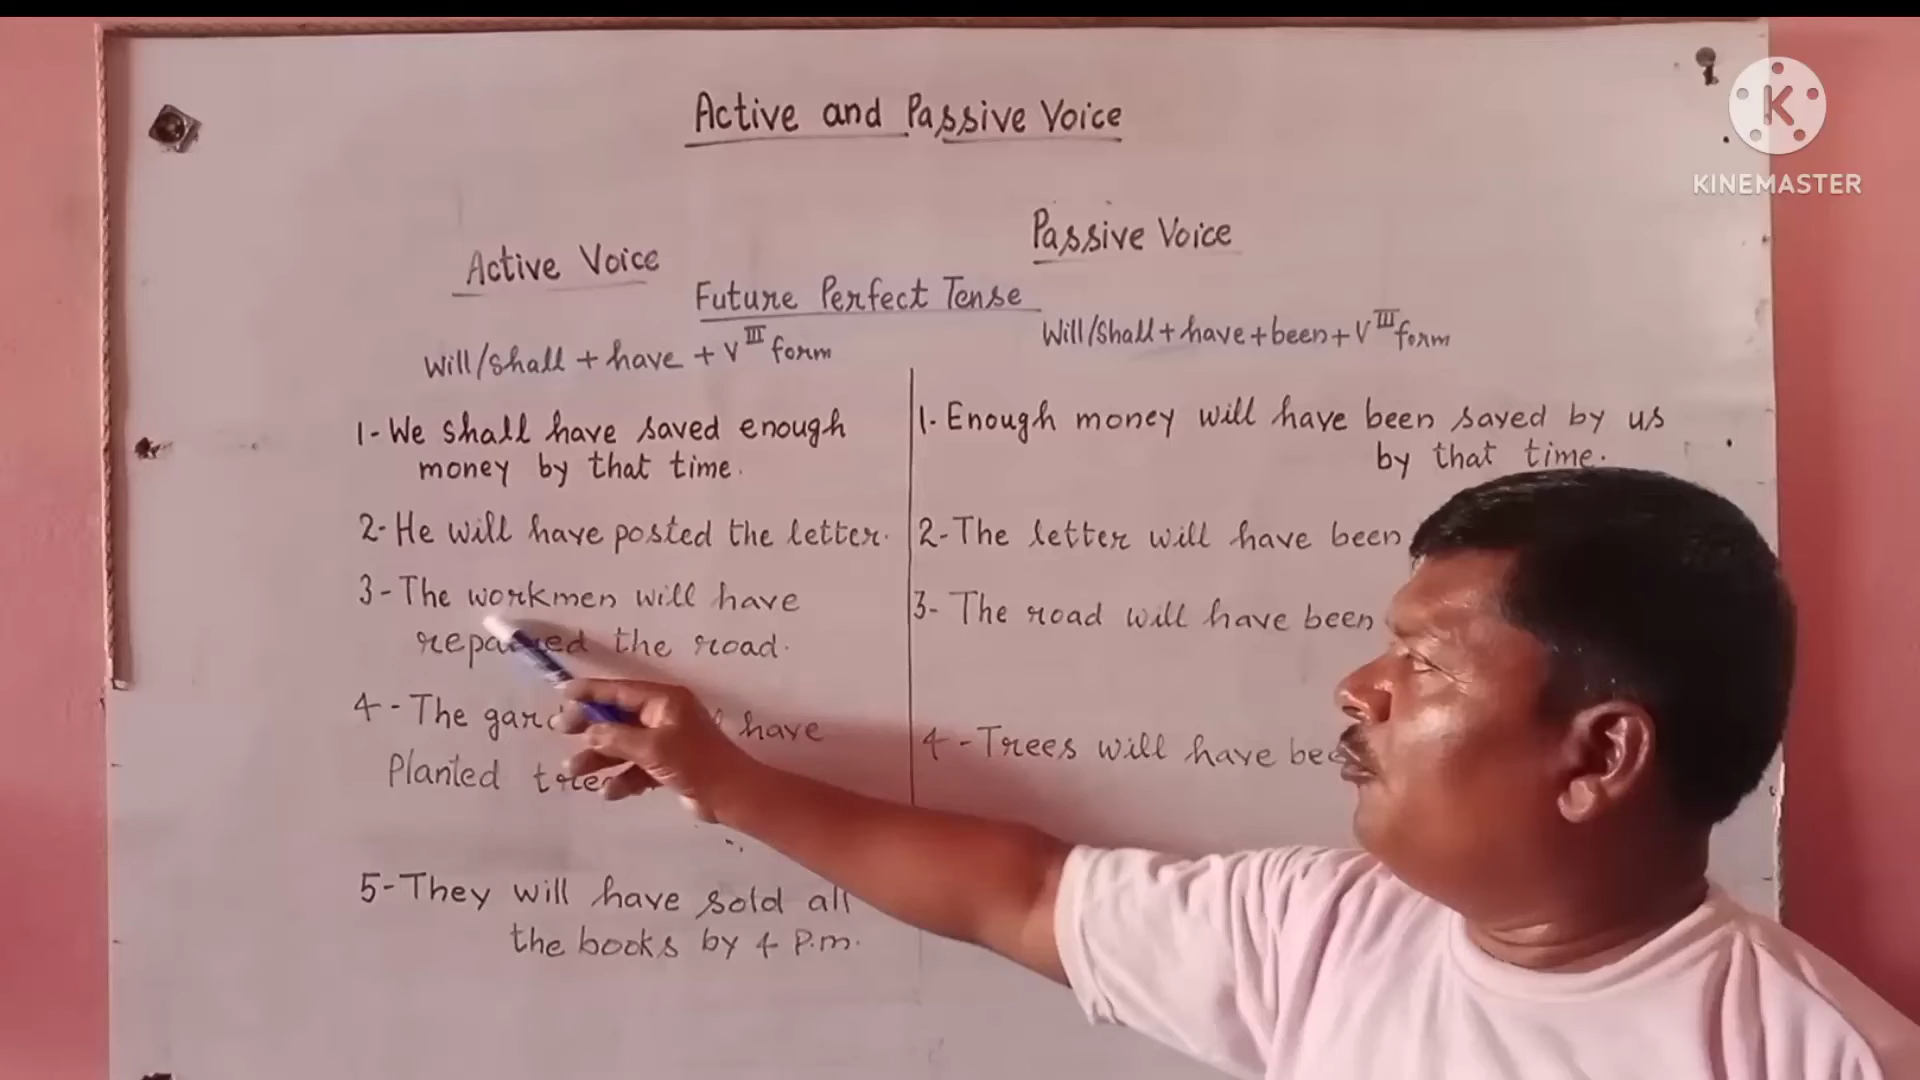 Active and Passive Voice
K
KINEMASTER
Active Voice
Passive Voice
Future Perfect Tense
Will/shall + have + V III form
Will/Shall + have + been + V III form
1- We shall have saved enough
money by that time.
2- He will have posted the letter.
3- The workmen will have
the road.
4- The have
Planted
5- They will have sold all
the books by 4 P.m.
1. Enough money will have been saved by us
by that time.
2- The letter will have been
3- The road will have been
4- Trees will have